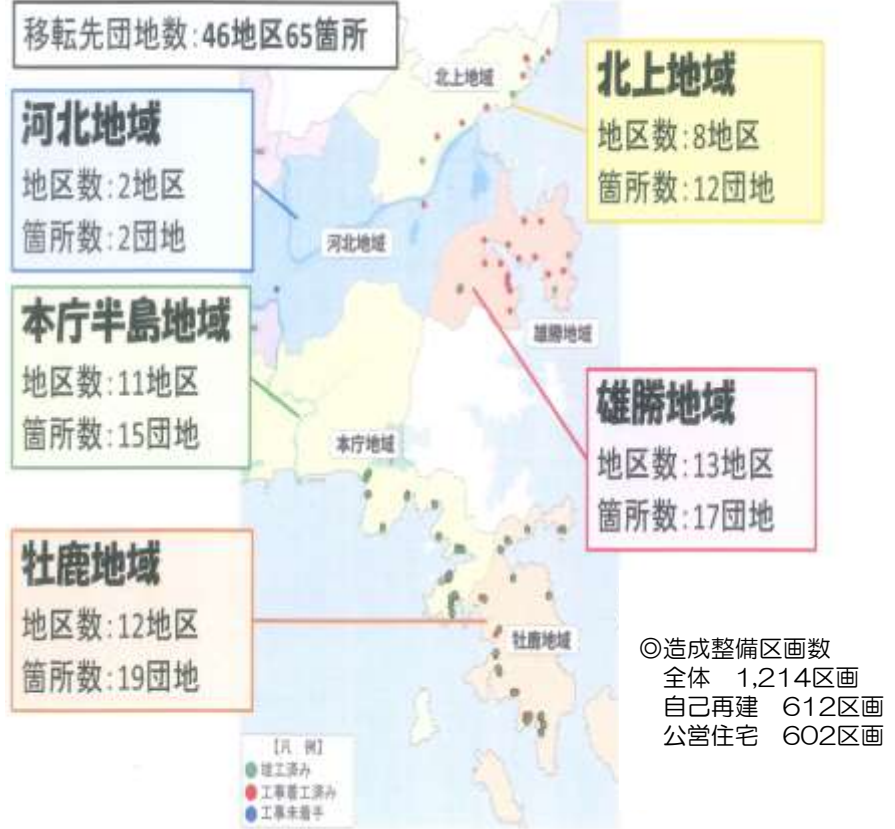 移転先団地数:46地区65箇所
河北地域
地区数:2地区
箇所数:2団地
北上地域
地区数:8地区
箇所数:12団地
本庁半島地域
地区数:11地区
箇所数:15団地
雄勝地域
地区数:13地区
箇所数:17団地
牡鹿地域
地区数:12地区
箇所数:19団地
北上地域
河北地域
雄勝地域
本庁地域
牡鹿地域
◎造成整備区画数
全体 1,214区画
自己再建 612区画
公営住宅 602区画
【凡 例】
竣工済み
工事着工済み
工事未着手